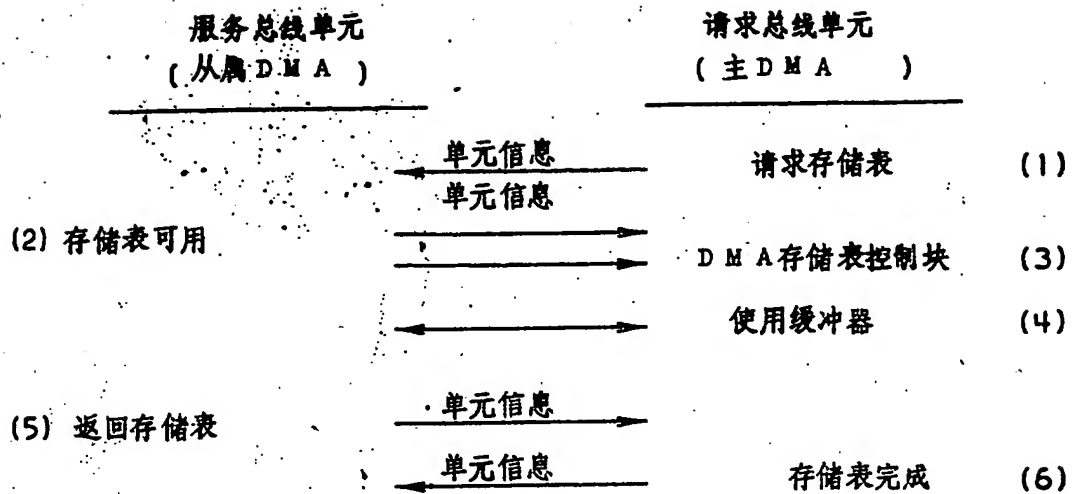 服务总线单元 请求总线单元
(从属DMA) (主DMA)
单元信息 请求存储表 (1)
单元信息
(2) 存储表可用
DMA存储表控制块 (3)
使用缓冲器 (4)
单元信息
(5) 返回存储表
单元信息 存储表完成 (6)